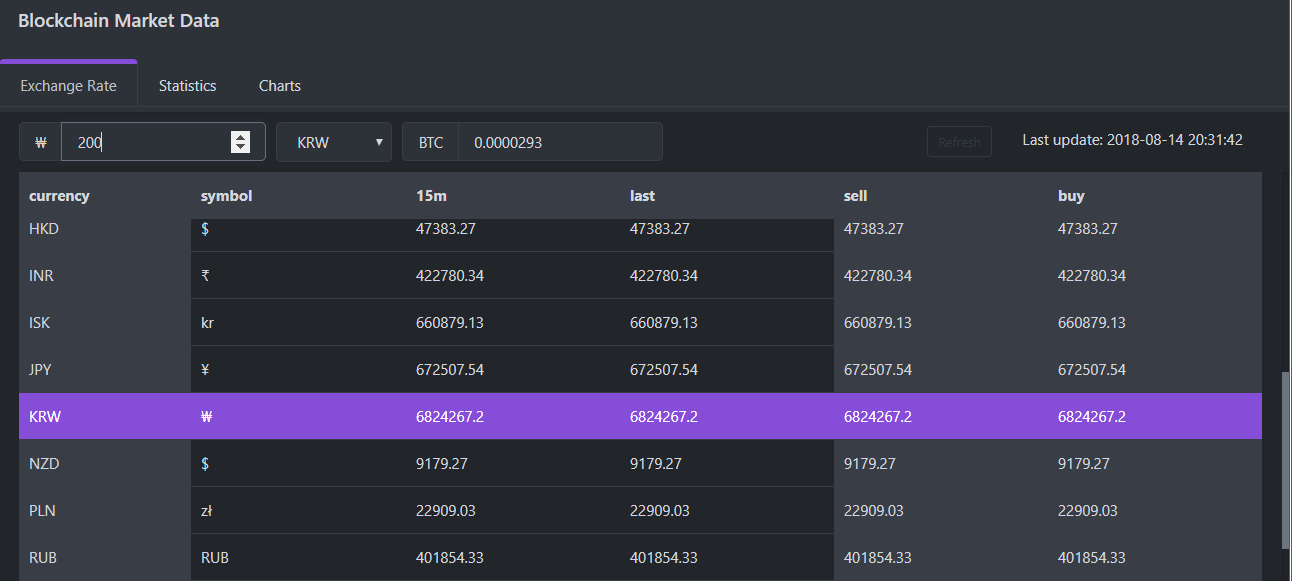 Blockchain Market Data
Exchange Rate Statistics Charts
₩ 200 KRW BTC 0.0000293 Refresh Last update: 2018-08-14 20:31:42
currency symbol 15m last sell buy
HKD $ 47383.27 47383.27 47383.27 47383.27
INR ₹ 422780.34 422780.34 422780.34 422780.34
ISK kr 660879.13 660879.13 660879.13 660879.13
JPY ¥ 672507.54 672507.54 672507.54 672507.54
KRW ₩ 6824267.2 6824267.2 6824267.2 6824267.2
NZD $ 9179.27 9179.27 9179.27 9179.27
PLN zł 22909.03 22909.03 22909.03 22909.03
RUB RUB 401854.33 401854.33 401854.33 401854.33